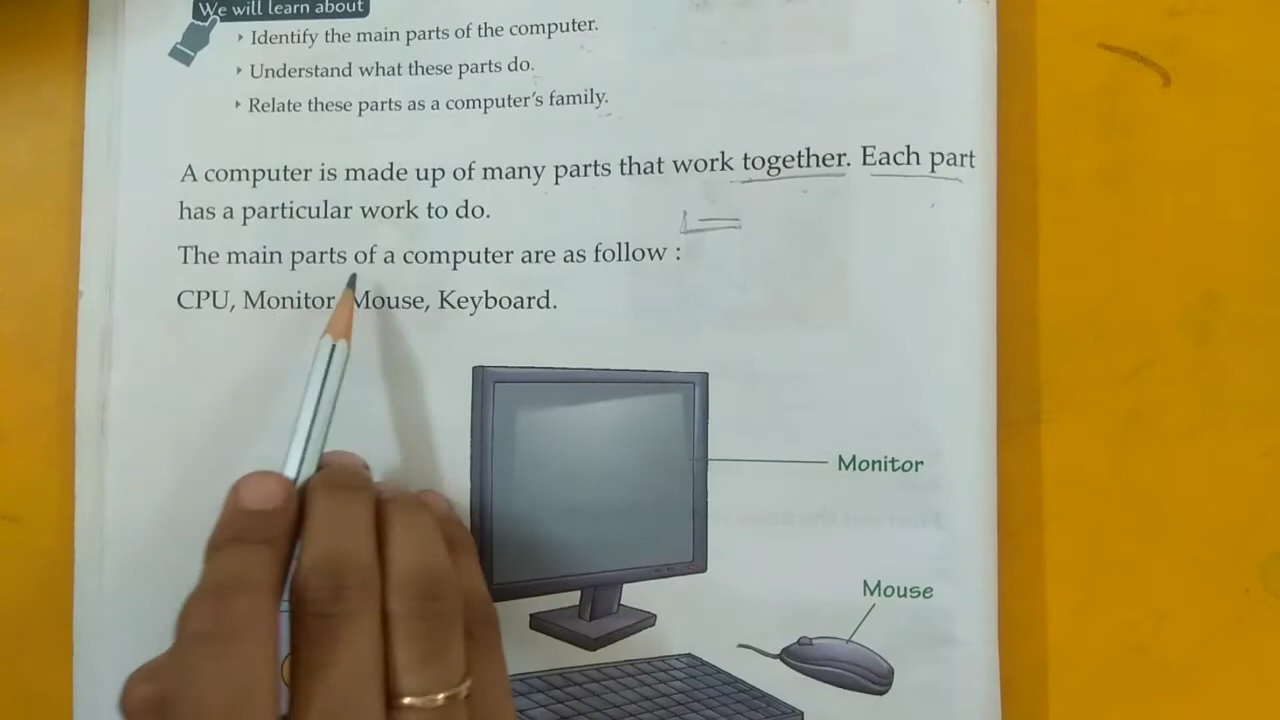 We will learn about
‣ Identify the main parts of the computer.
‣ Understand what these parts do.
‣ Relate these parts as a computer's family.
A computer is made up of many parts that work together. Each part
has a particular work to do.
The main parts of a computer are as follow :
CPU, Monitor, Mouse, Keyboard.
Monitor
Mouse